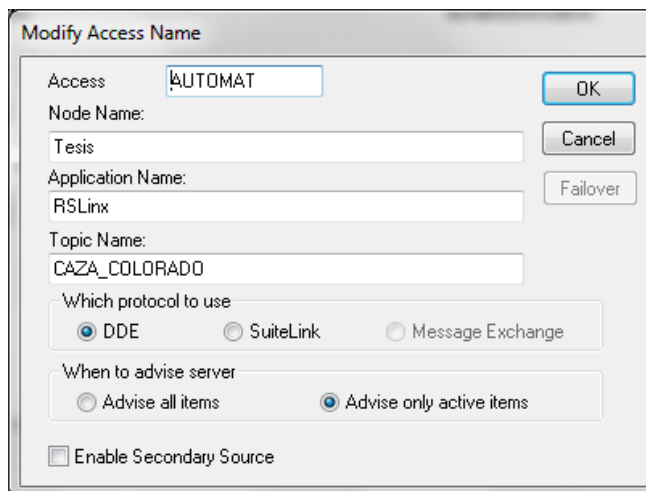 Modify Access Name
Access AUTOMAT OK
Node Name:
Tesis Cancel
Application Name: Failover
RSLinx
Topic Name:
CAZA_COLORADO
Which protocol to use
DDE SuiteLink Message Exchange
When to advise server
Advise all items Advise only active items
Enable Secondary Source